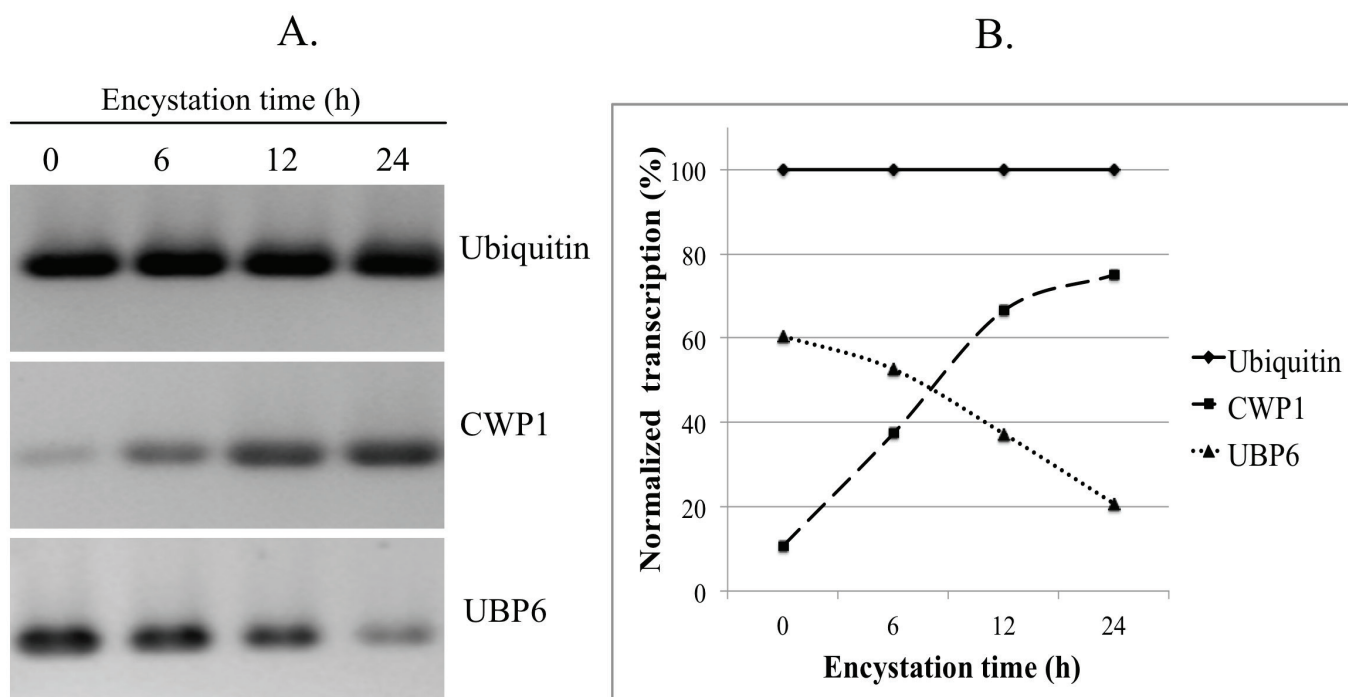 A.
Encystation time (h)
0 6 12 24
Ubiquitin
CWP1
UBP6
B.
Normalized transcription (%)
100
80
60
40
20
0
0 6 12 24
Encystation time (h)
Ubiquitin
CWP1
UBP6